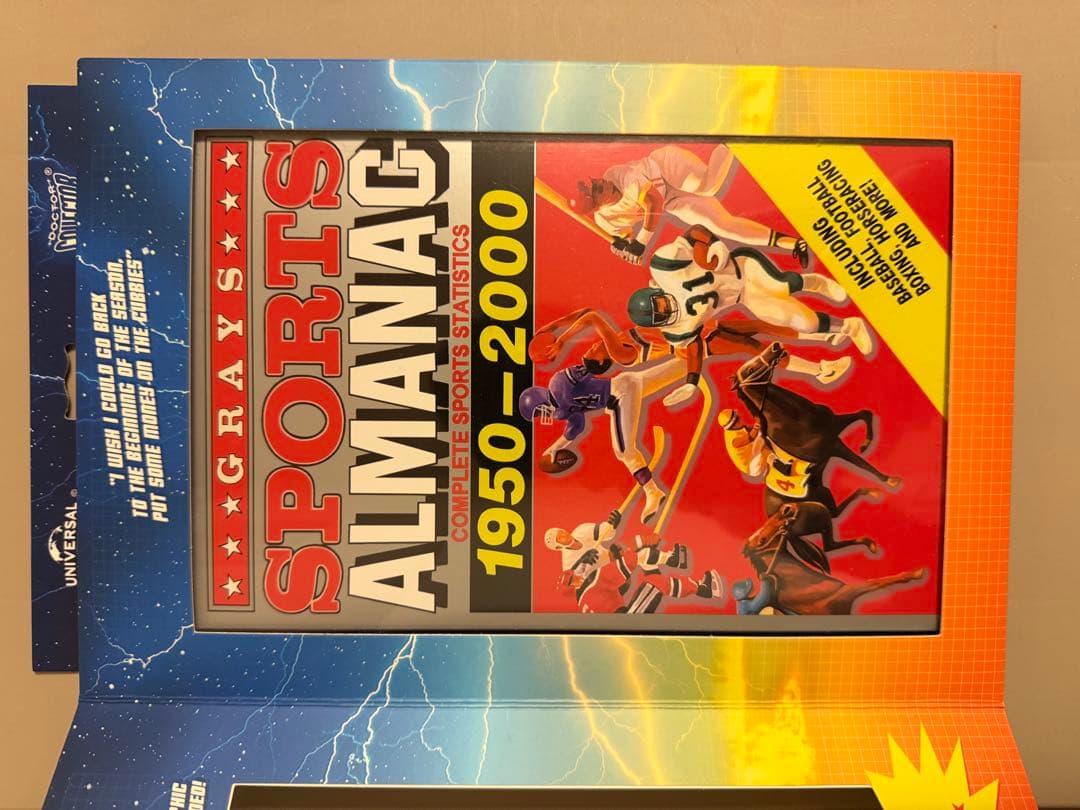 DOCTOR®
COLLECTOR
UNIVERSAL®
"I WISH I COULD GO BACK
TO THE BEGINNING OF THE SEASON,
PUT SOME MONEY ON THE CUBBIES"
GRAYS
SPORTS
ALMANAC
COMPLETE SPORTS STATISTICS
1950-2000
INCLUDING
BASEBALL, FOOTBALL
BOXING, HORSERACING
AND MORE!
31
4